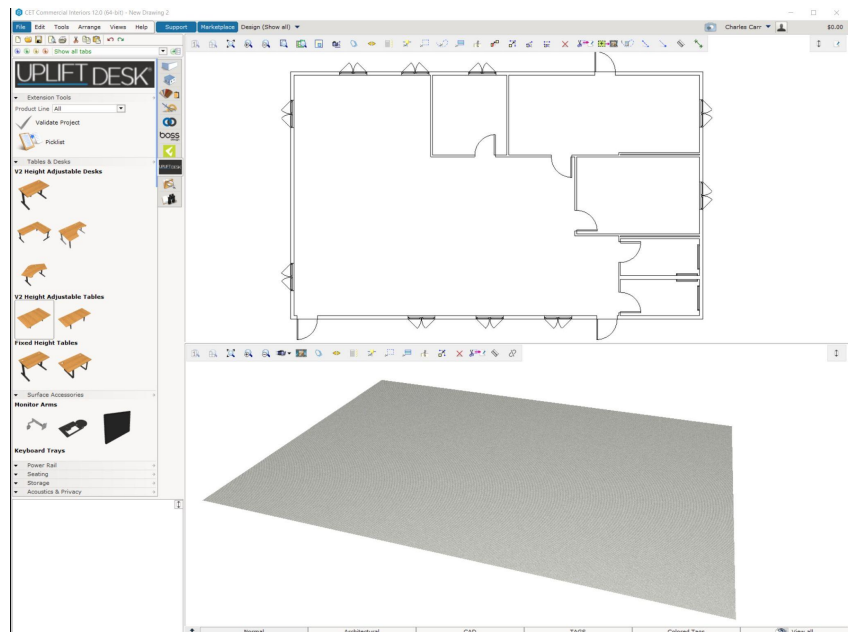 CET Commercial Interiors 12.0 (64-bit) - New Drawing 2
File Edit Tools Arrange Views Help Support Marketplace Design (Show all) Charles Carr $0.00
Show all tabs
UPLIFT DESK
Extension Tools
Product Line All
Validate Project
Picklist
boss
UPLIFT DESK
Tables & Desks
V2 Height Adjustable Desks
V2 Height Adjustable Tables
Fixed Height Tables
Surface Accessories
Monitor Arms
Keyboard Trays
Power Rail
Seating
Storage
Acoustics & Privacy
Normal Architectural CAD TAGS Colored Tags View all